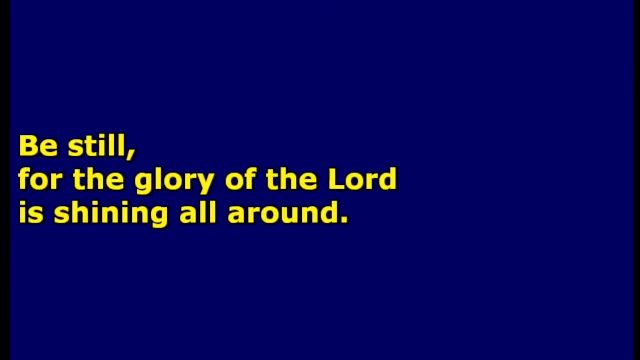 Be still,
for the glory of the Lord
is shining all around.